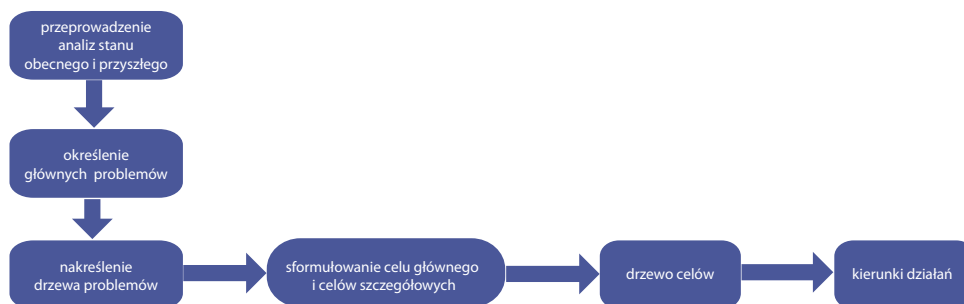 przeprowadzenie
analiz stanu
obecnego i przyszłego
określenie
głównych problemów
nakreślenie
drzewa problemów
sformułowanie celu głównego
i celów szczegółowych
drzewo celów
kierunki działań